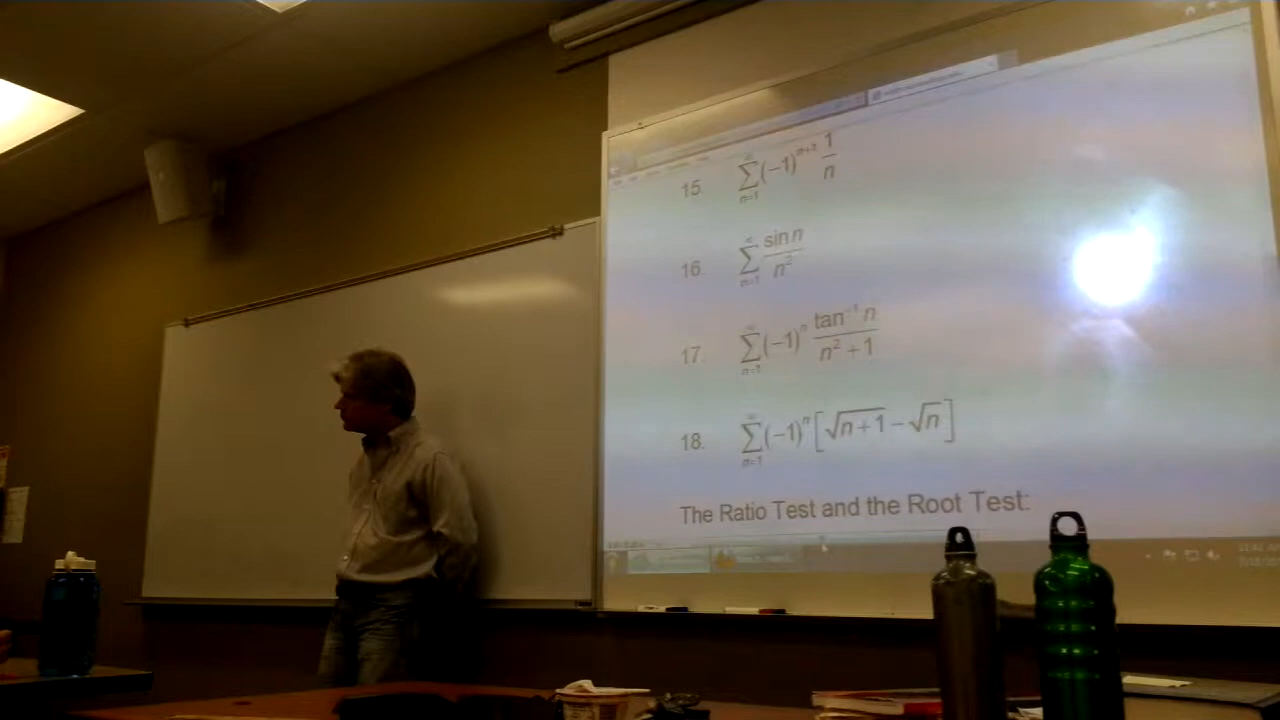 15. ∑_{n=1}^{∞} (−1)^{n+1} 1/n
16. ∑_{n=1}^{∞} sin n / n²
17. ∑_{n=1}^{∞} (−1)ⁿ tan⁻¹ n / (n² + 1)
18. ∑_{n=1}^{∞} (−1)ⁿ [√(n+1) − √n]
The Ratio Test and the Root Test: